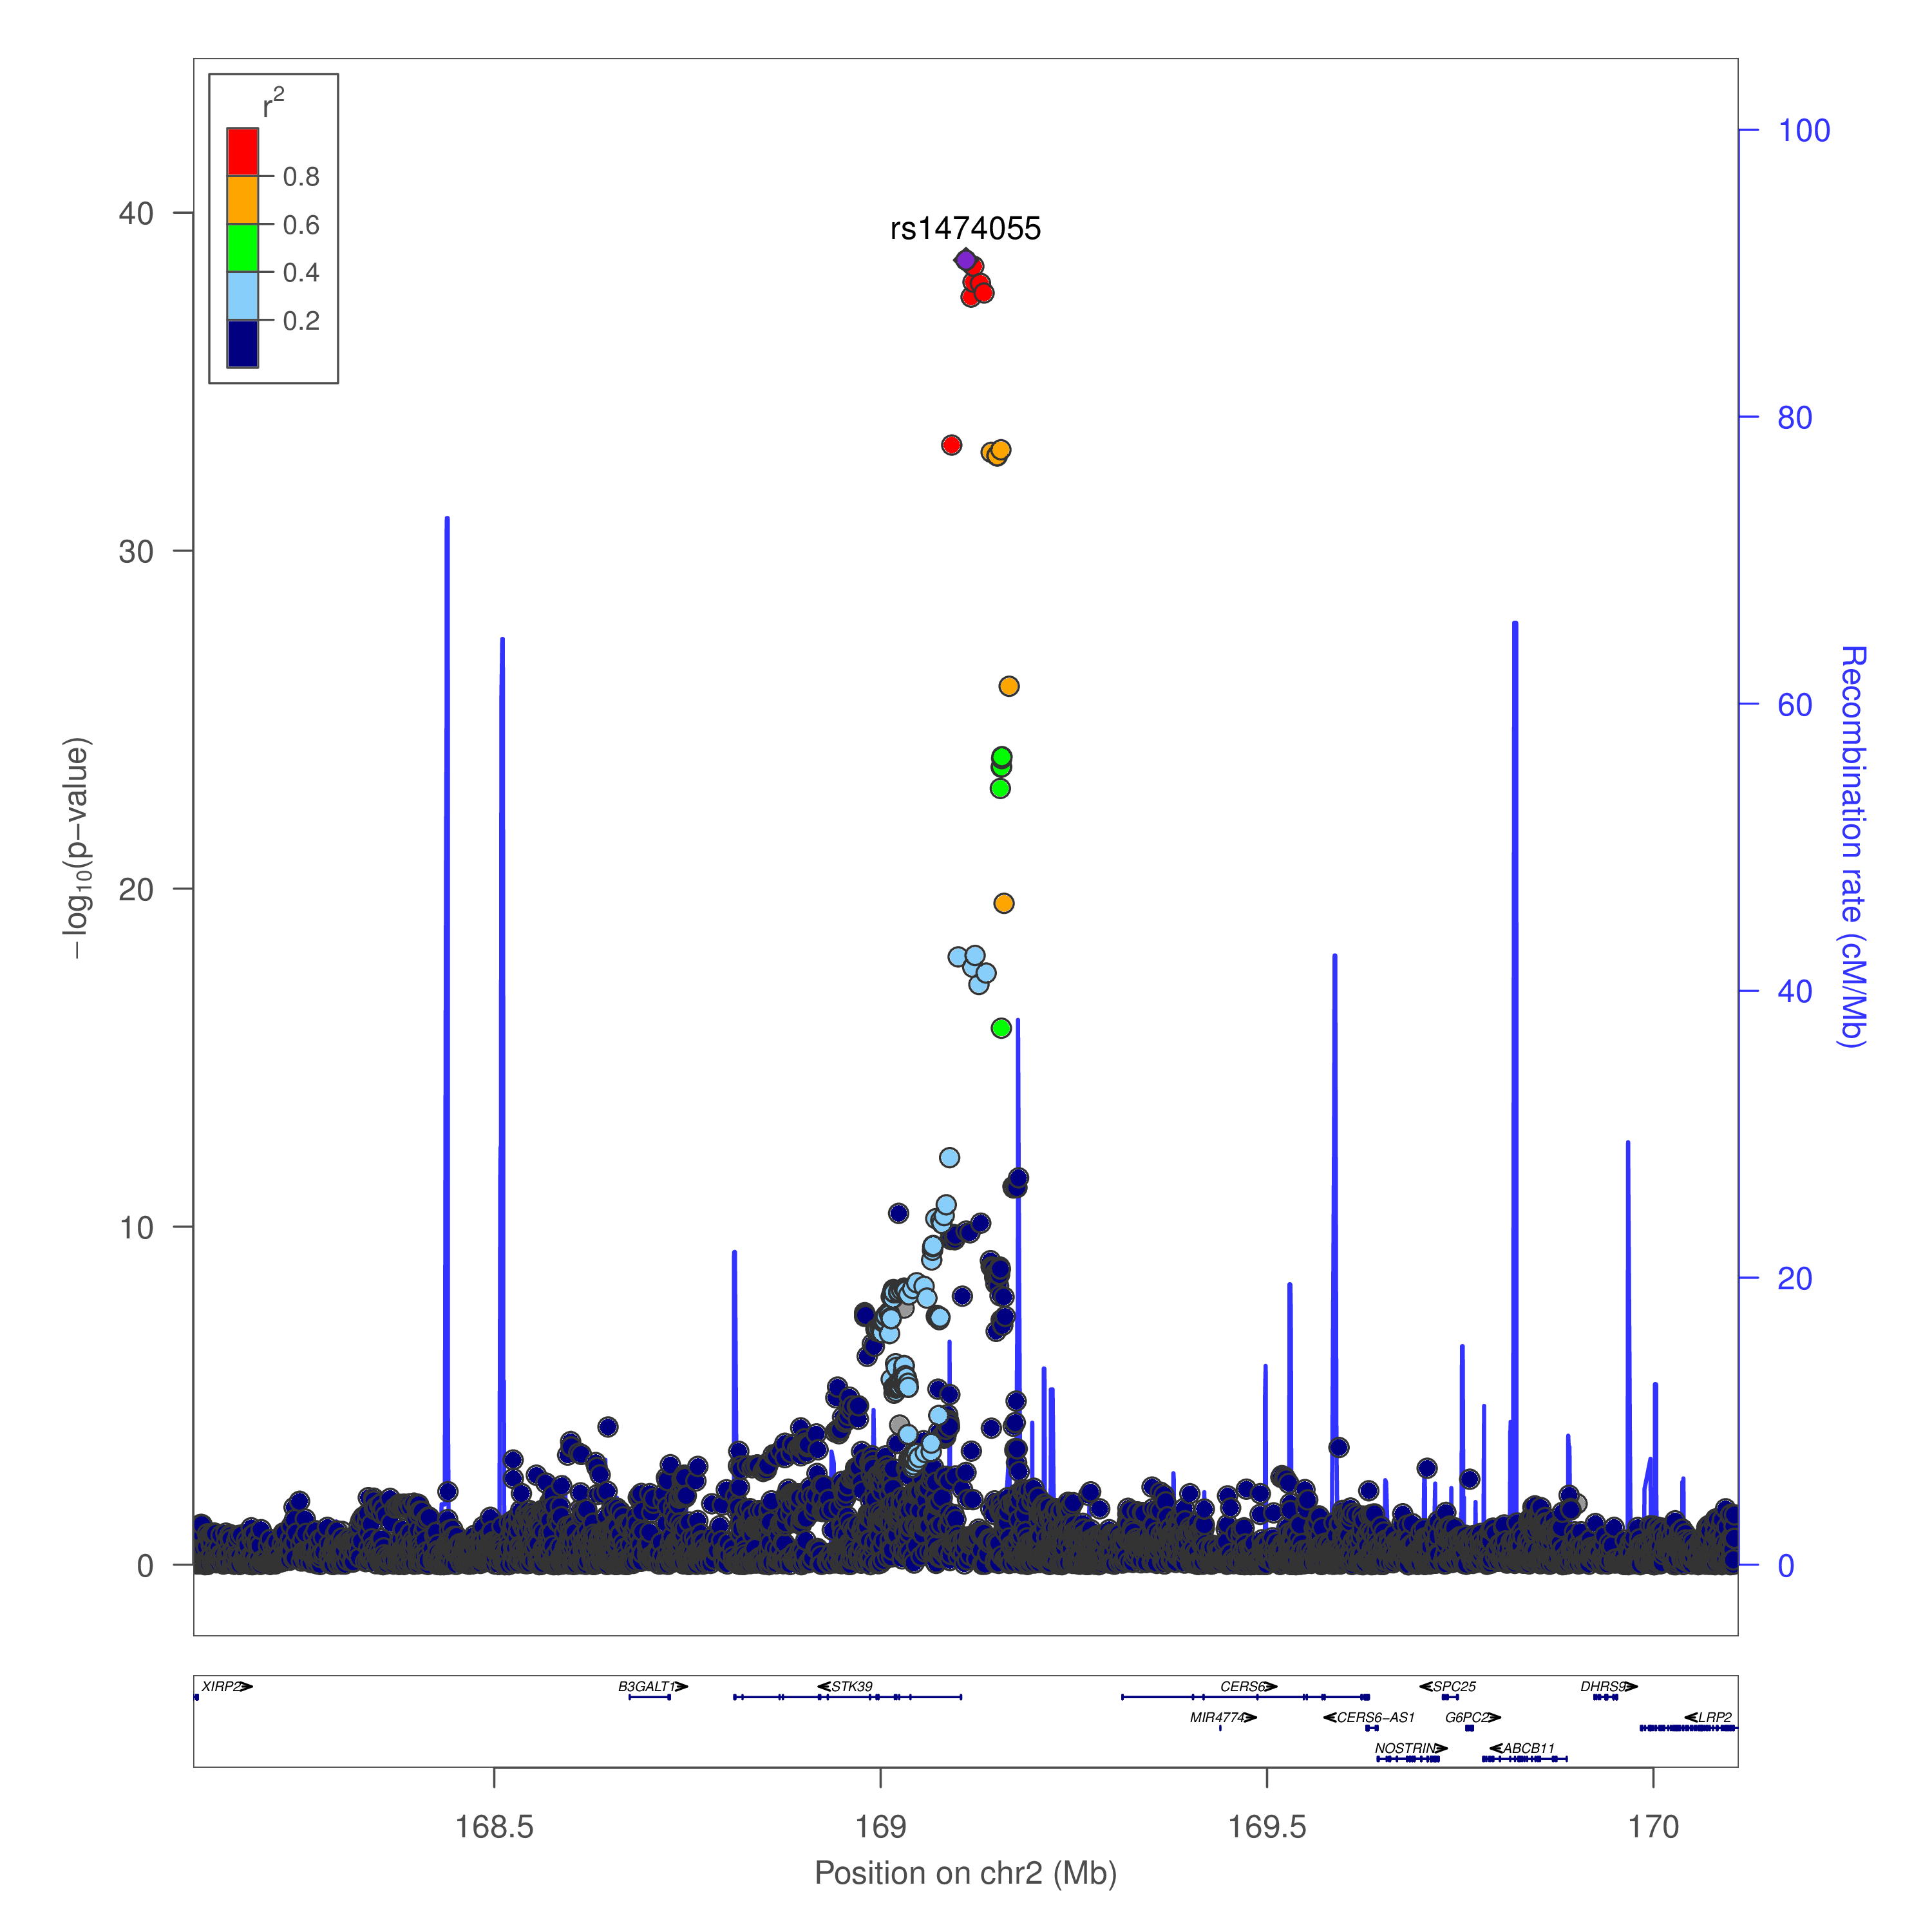 r2
0.8
0.6
0.4
0.2
rs1474055
40
30
20
10
0
−log10(p−value)
100
80
60
40
20
0
Recombination rate (cM/Mb)
XIRP2
B3GALT1
STK39
CERS6
SPC25
DHRS9
MIR4774
CERS6−AS1
G6PC2
LRP2
NOSTRIN
ABCB11
168.5
169
169.5
170
Position on chr2 (Mb)